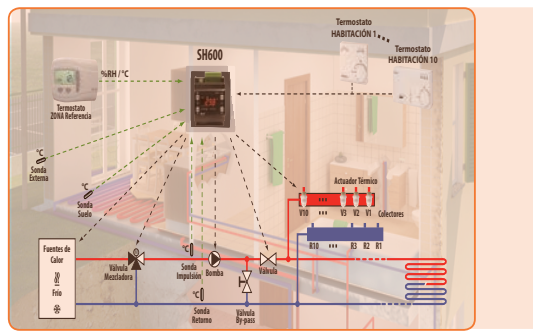 Termostato
HABITACIÓN 1
Termostato
HABITACIÓN 10
SH600
%RH / °C
Termostato
ZONA Referencia
°C
Sonda
Externa
°C
Sonda
Suelo
Actuador Térmico
V10
V3
V2
V1
Colectores
R10
R3
R2
R1
Fuentes de
Calor
Frío
Válvula
Mezcladora
°C
Sonda
Impulsión
Bomba
Válvula
°C
Sonda
Retorno
Válvula
By-pass